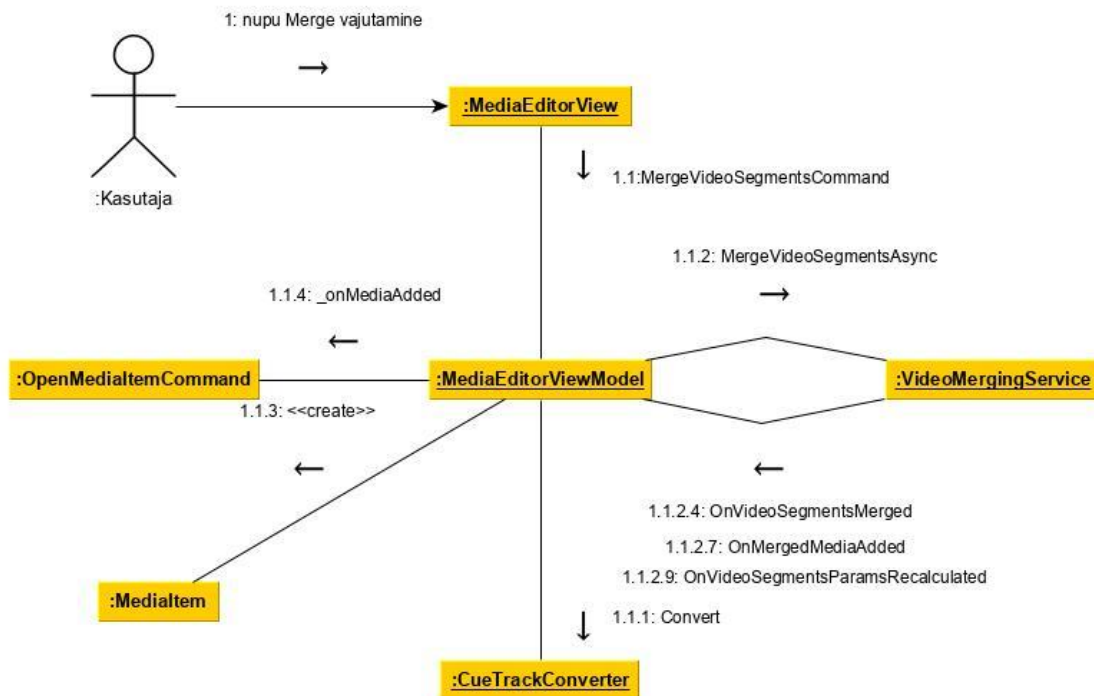 1: nupu Merge vajutamine
:MediaEditorView
:Kasutaja
1.1:MergeVideoSegmentsCommand
1.1.2: MergeVideoSegmentsAsync
1.1.4: _onMediaAdded
:OpenMediaItemCommand
:MediaEditorViewModel
:VideoMergingService
1.1.3: <<create>>
1.1.2.4: OnVideoSegmentsMerged
1.1.2.7: OnMergedMediaAdded
1.1.2.9: OnVideoSegmentsParamsRecalculated
:MediaItem
1.1.1: Convert
:CueTrackConverter